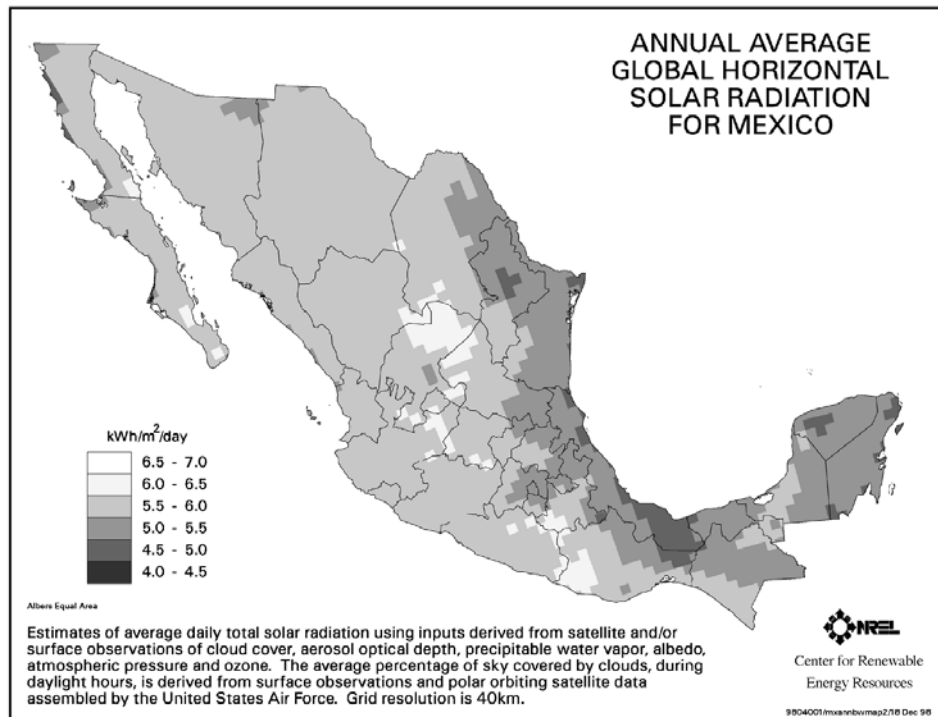 ANNUAL AVERAGE
GLOBAL HORIZONTAL
SOLAR RADIATION
FOR MEXICO
kWh/m²/day
6.5 - 7.0
6.0 - 6.5
5.5 - 6.0
5.0 - 5.5
4.5 - 5.0
4.0 - 4.5
Albers Equal Area
Estimates of average daily total solar radiation using inputs derived from satellite and/or
surface observations of cloud cover, aerosol optical depth, precipitable water vapor, albedo,
atmospheric pressure and ozone. The average percentage of sky covered by clouds, during
daylight hours, is derived from surface observations and polar orbiting satellite data
assembled by the United States Air Force. Grid resolution is 40km.
NREL
Center for Renewable
Energy Resources
9804001/mxannbwmap2/18 Dec 98